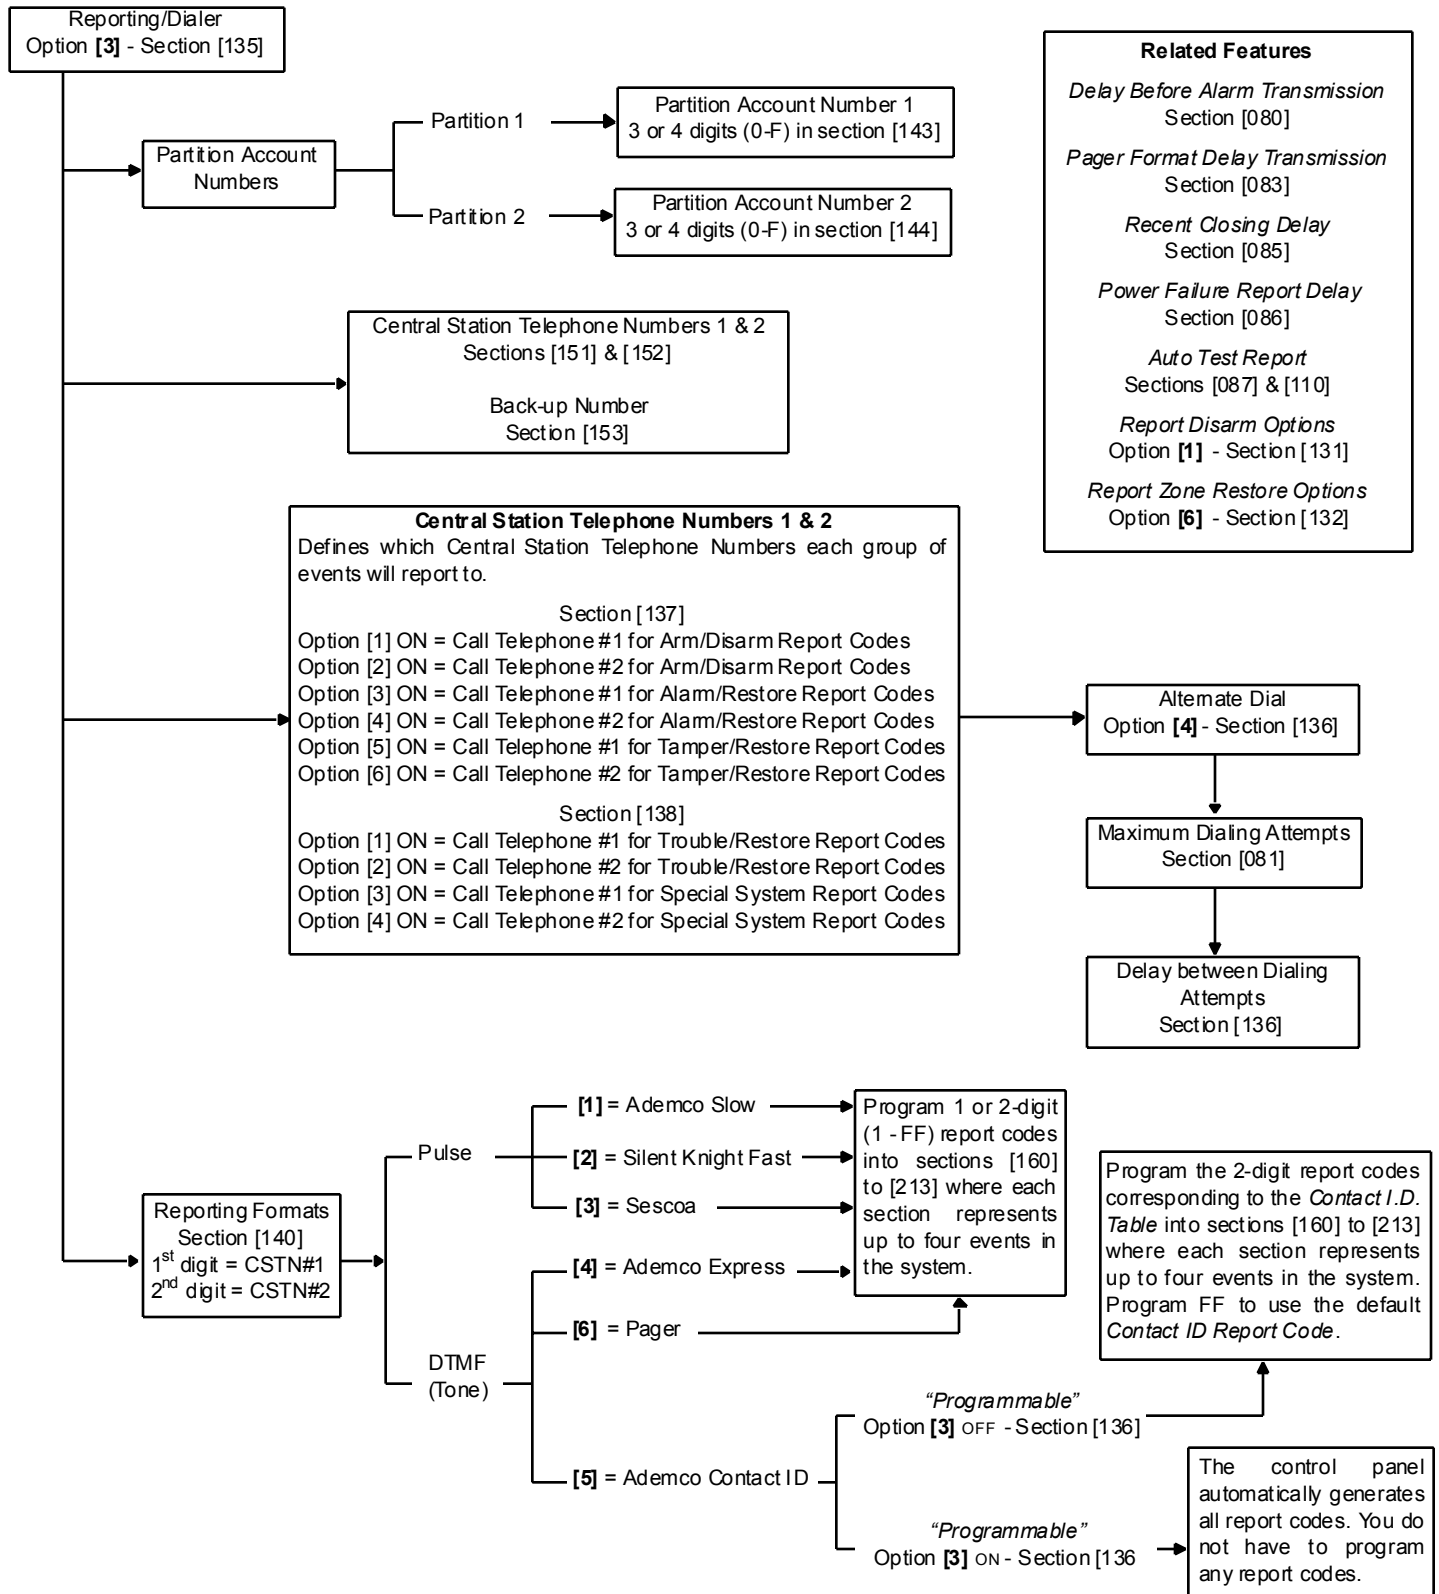 Reporting/Dialer
Option [3] - Section [135]
Partition Account
Numbers
Partition 1
Partition Account Number 1
3 or 4 digits (0-F) in section [143]
Partition 2
Partition Account Number 2
3 or 4 digits (0-F) in section [144]
Related Features
Delay Before Alarm Transmission
Section [080]
Pager Format Delay Transmission
Section [083]
Recent Closing Delay
Section [085]
Power Failure Report Delay
Section [086]
Auto Test Report
Sections [087] & [110]
Report Disarm Options
Option [1] - Section [131]
Report Zone Restore Options
Option [6] - Section [132]
Central Station Telephone Numbers 1 & 2
Sections [151] & [152]
Back-up Number
Section [153]
Central Station Telephone Numbers 1 & 2
Defines which Central Station Telephone Numbers each group of
events will report to.
Section [137]
Option [1] ON = Call Telephone #1 for Arm/Disarm Report Codes
Option [2] ON = Call Telephone #2 for Arm/Disarm Report Codes
Option [3] ON = Call Telephone #1 for Alarm/Restore Report Codes
Option [4] ON = Call Telephone #2 for Alarm/Restore Report Codes
Option [5] ON = Call Telephone #1 for Tamper/Restore Report Codes
Option [6] ON = Call Telephone #2 for Tamper/Restore Report Codes
Section [138]
Option [1] ON = Call Telephone #1 for Trouble/Restore Report Codes
Option [2] ON = Call Telephone #2 for Trouble/Restore Report Codes
Option [3] ON = Call Telephone #1 for Special System Report Codes
Option [4] ON = Call Telephone #2 for Special System Report Codes
Alternate Dial
Option [4] - Section [136]
Maximum Dialing Attempts
Section [081]
Delay between Dialing
Attempts
Section [136]
Reporting Formats
Section [140]
1st digit = CSTN#1
2nd digit = CSTN#2
Pulse
[1] = Ademco Slow
[2] = Silent Knight Fast
[3] = Sescoa
DTMF
(Tone)
[4] = Ademco Express
[6] = Pager
[5] = Ademco Contact ID
Program 1 or 2-digit
(1 - FF) report codes
into sections [160]
to [213] where each
section represents
up to four events in
the system.
"Programmable"
Option [3] OFF - Section [136]
Program the 2-digit report codes
corresponding to the Contact I.D.
Table into sections [160] to [213]
where each section represents
up to four events in the system.
Program FF to use the default
Contact ID Report Code.
"Programmable"
Option [3] ON - Section [136
The control panel
automatically generates
all report codes. You do
not have to program
any report codes.